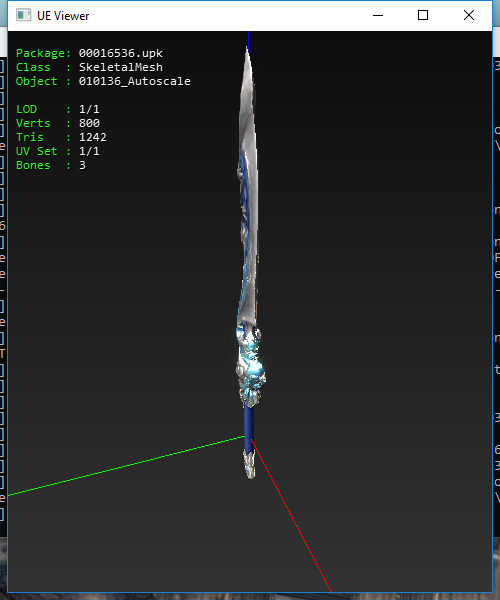 UE Viewer
Package: 00016536.upk
Class : SkeletalMesh
Object : 010136_Autoscale
LOD : 1/1
Verts : 800
Tris : 1242
UV Set : 1/1
Bones : 3